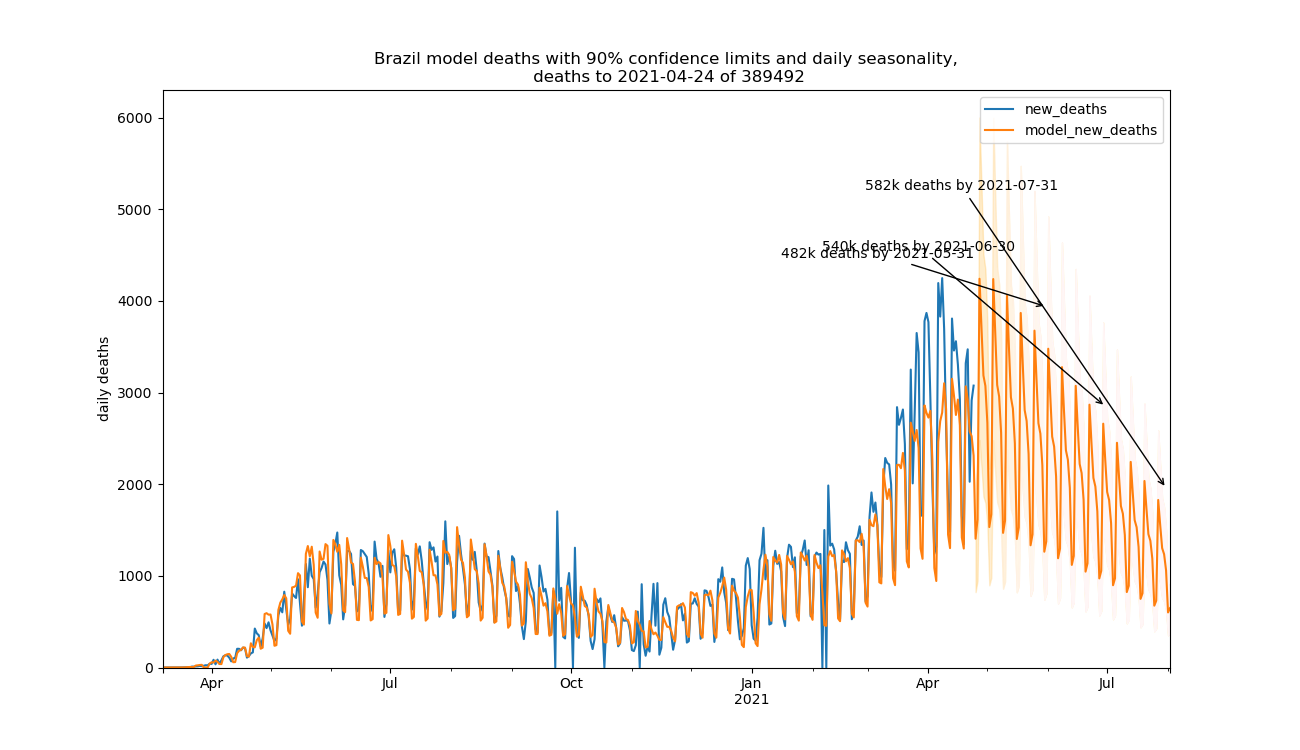 Brazil model deaths with 90% confidence limits and daily seasonality,
deaths to 2021-04-24 of 389492
new_deaths
model_new_deaths
582k deaths by 2021-07-31
540k deaths by 2021-06-30
482k deaths by 2021-05-31
daily deaths
6000
5000
4000
3000
2000
1000
0
Apr
Jul
Oct
Jan
2021
Apr
Jul